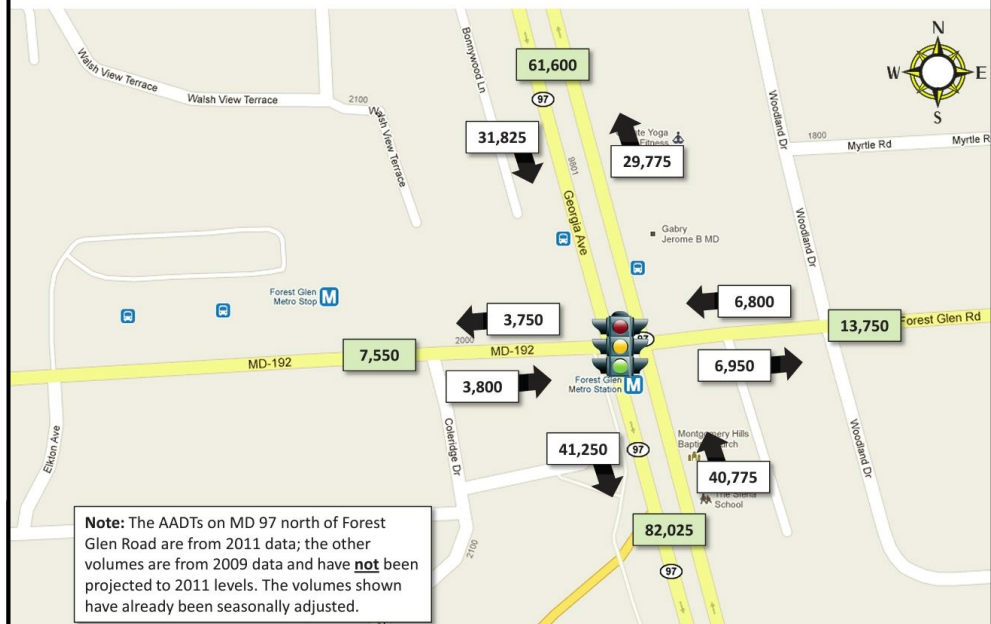 N
W
E
S
61,600
97
Bonnywood Ln
Walsh View Terrace
Walsh View Terrace
2100
Walsh View Terrace
31,825
29,775
9801
Georgia Ave
Woodland Dr
1800
Myrtle Rd
Myrtle R
Woodland Dr
Gabry
Jerome B MD
Forest Glen
Metro Stop
M
3,750
6,800
13,750
Forest Glen Rd
2000
MD-192
7,550
MD-192
3,800
6,950
Forest Glen
Metro Station
M
Elkton Ave
Coleridge Dr
41,250
97
Montgomery Hills
40,775
The Siena
School
Woodland Dr
82,025
97
2100
Note: The AADTs on MD 97 north of Forest
Glen Road are from 2011 data; the other
volumes are from 2009 data and have not been
projected to 2011 levels. The volumes shown
have already been seasonally adjusted.